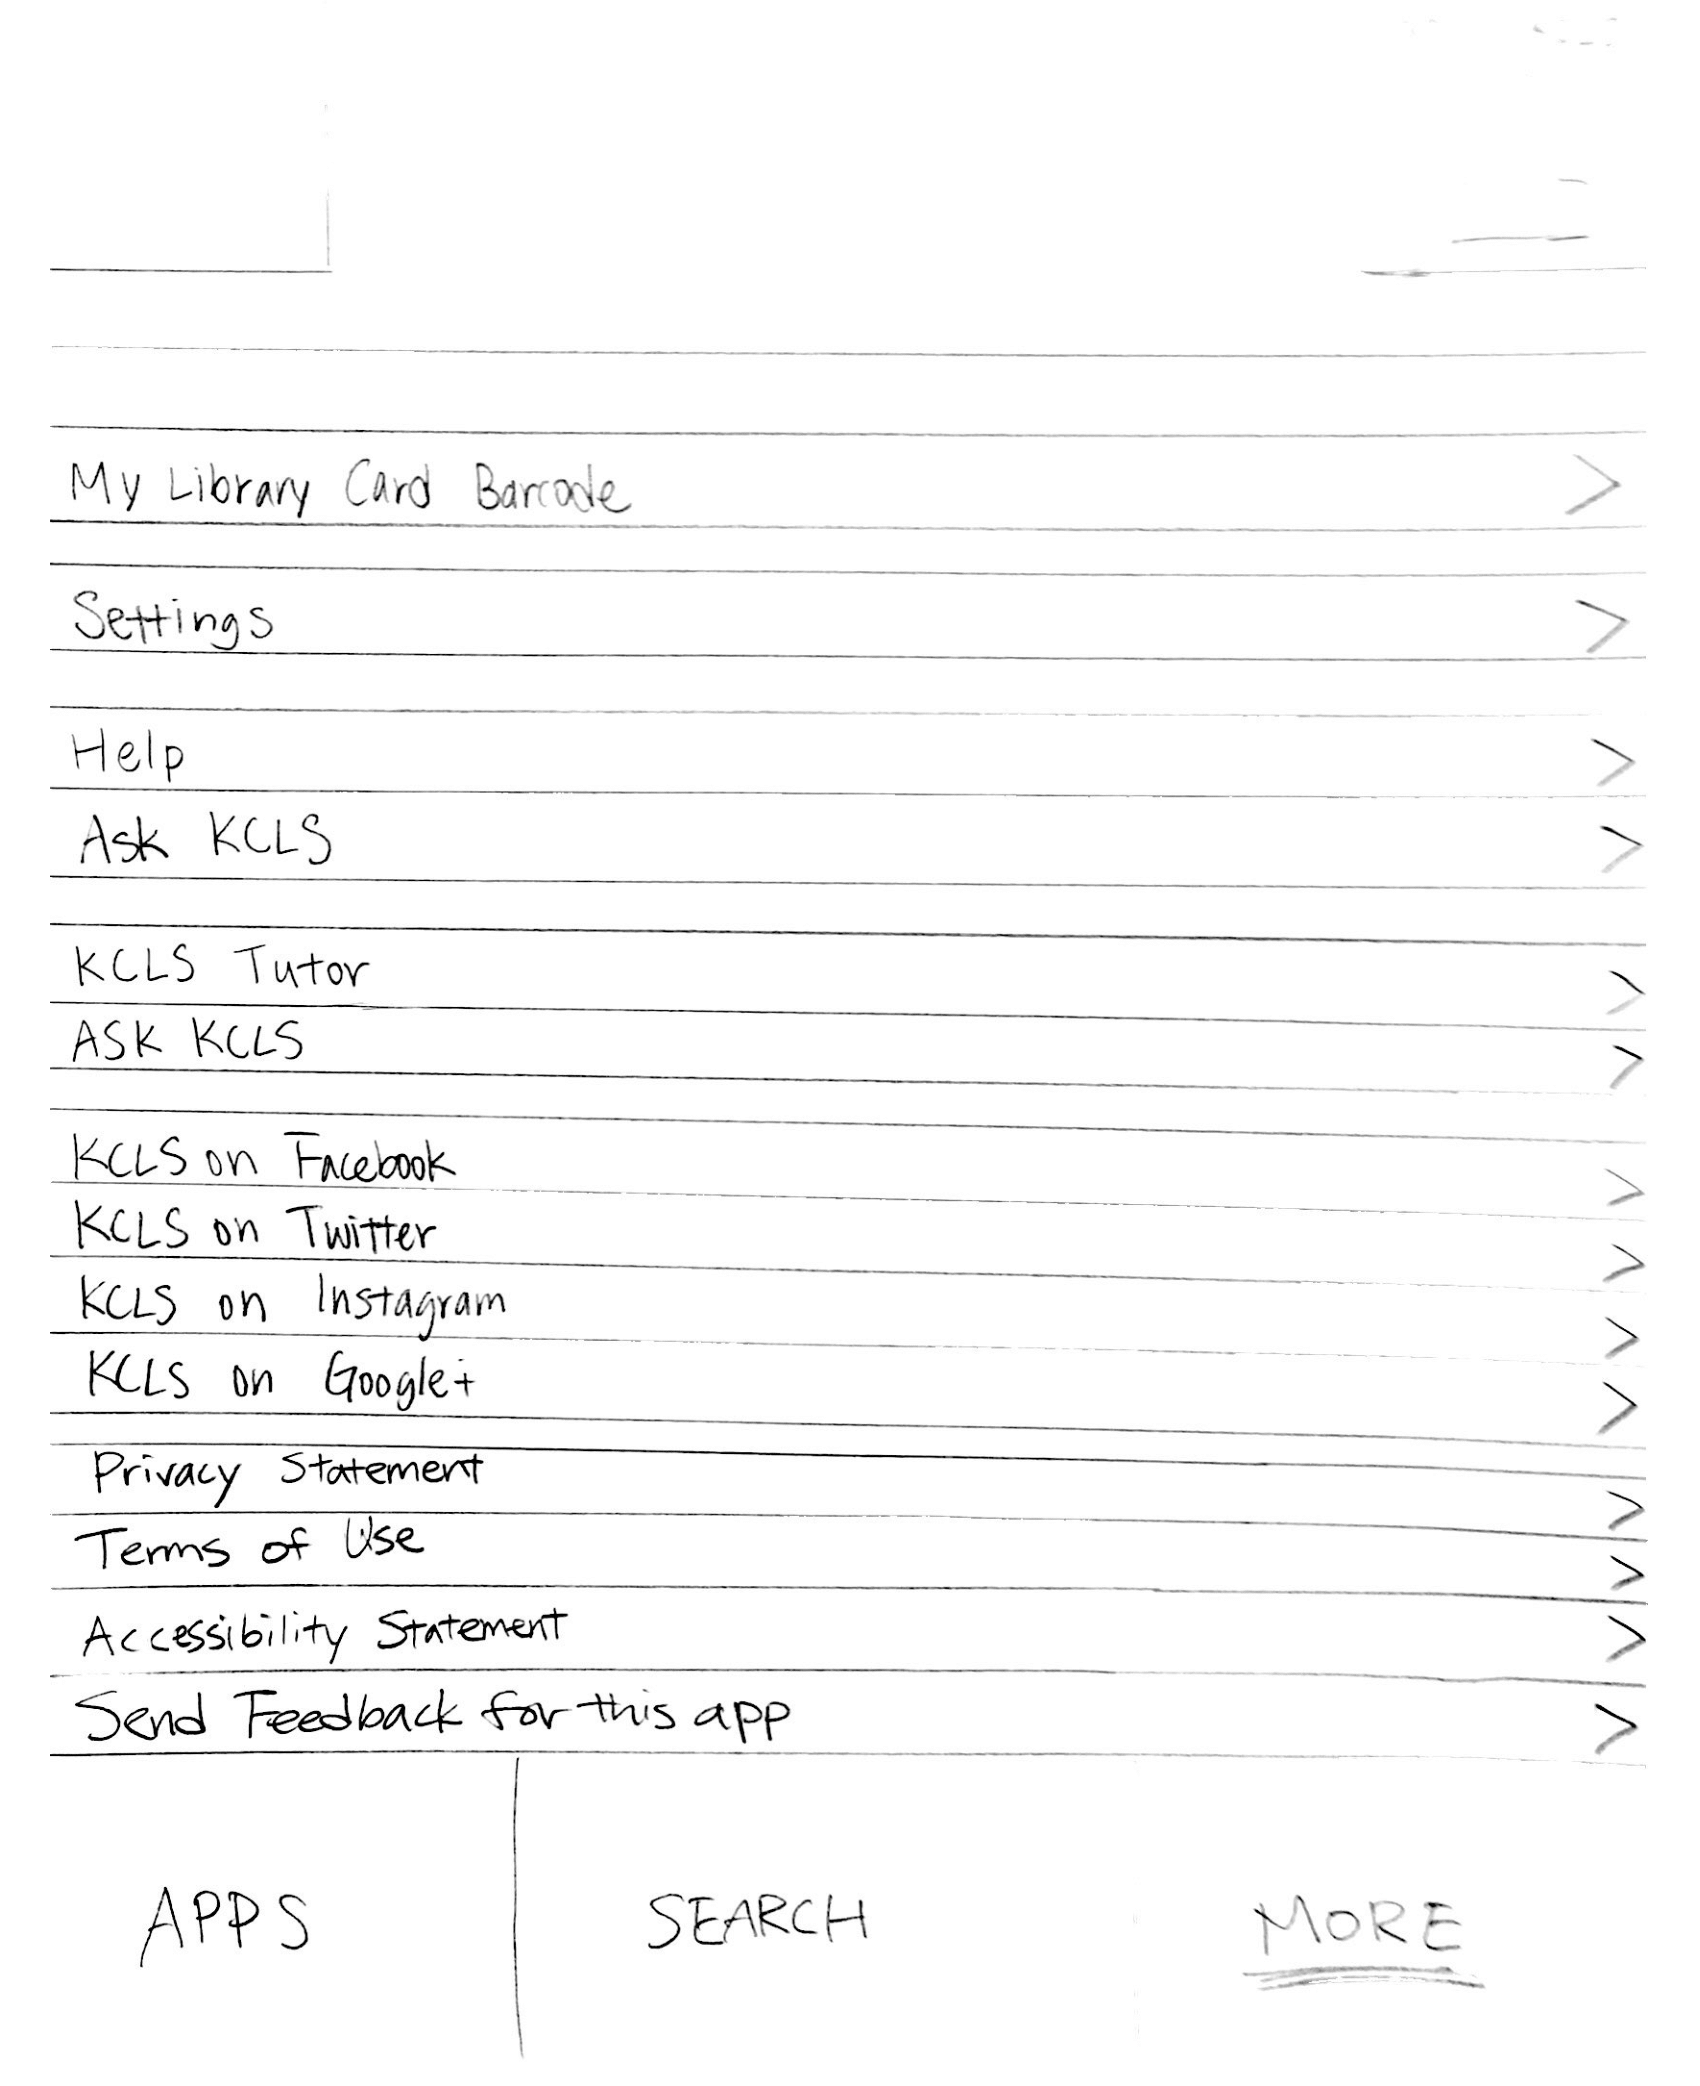 My Library Card Barcode >
Settings >
Help >
Ask KCLS >
KCLS Tutor >
ASK KCLS >
KCLS on Facebook >
KCLS on Twitter >
KCLS on Instagram >
KCLS on Google+ >
Privacy Statement >
Terms of Use >
Accessibility Statement >
Send Feedback for this app >
APPS SEARCH MORE